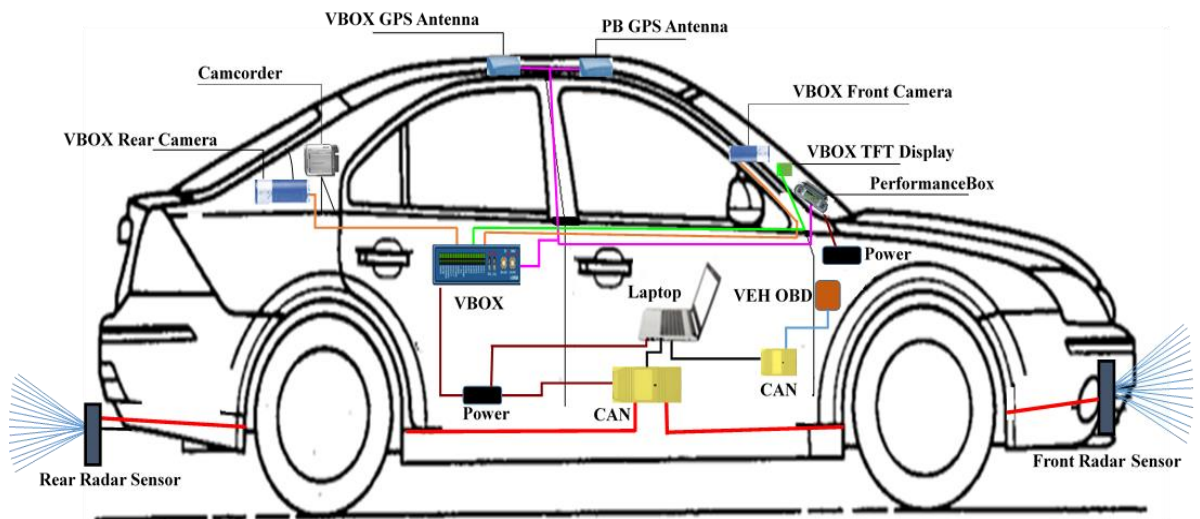 VBOX GPS Antenna
PB GPS Antenna
Camcorder
VBOX Front Camera
VBOX Rear Camera
VBOX TFT Display
PerformanceBox
Power
VBOX
Laptop
VEH OBD
CAN
Power
CAN
Rear Radar Sensor
Front Radar Sensor